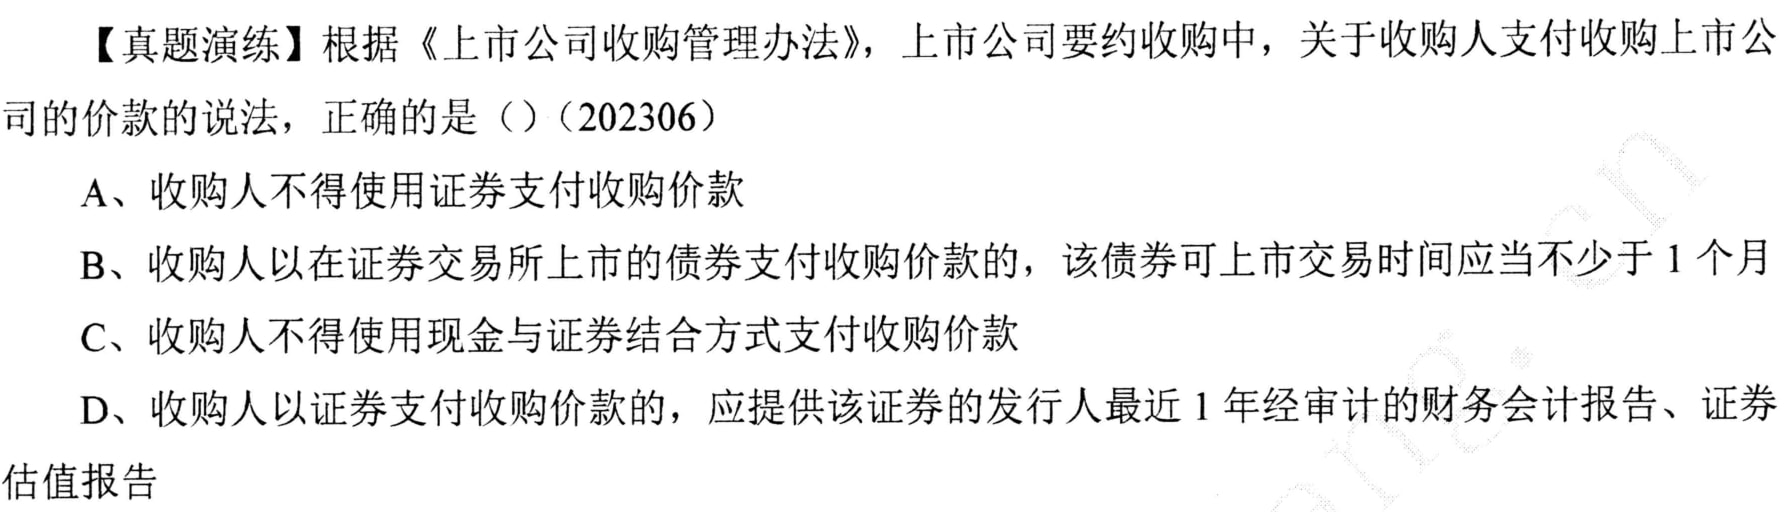 【真题演练】根据《上市公司收购管理办法》，上市公司要约收购中，关于收购人支付收购上市公
司的价款的说法，正确的是（）（202306）
A、收购人不得使用证券支付收购价款
B、收购人以在证券交易所上市的债券支付收购价款的，该债券可上市交易时间应当不少于 1 个月
C、收购人不得使用现金与证券结合方式支付收购价款
D、收购人以证券支付收购价款的，应提供该证券的发行人最近 1 年经审计的财务会计报告、证券
估值报告